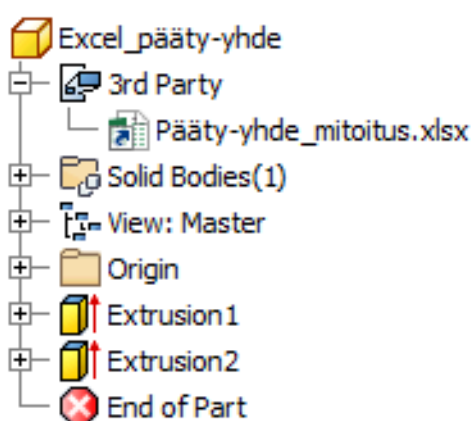 Excel_pääty-yhde
3rd Party
Pääty-yhde_mitoitus.xlsx
Solid Bodies(1)
View: Master
Origin
Extrusion1
Extrusion2
End of Part